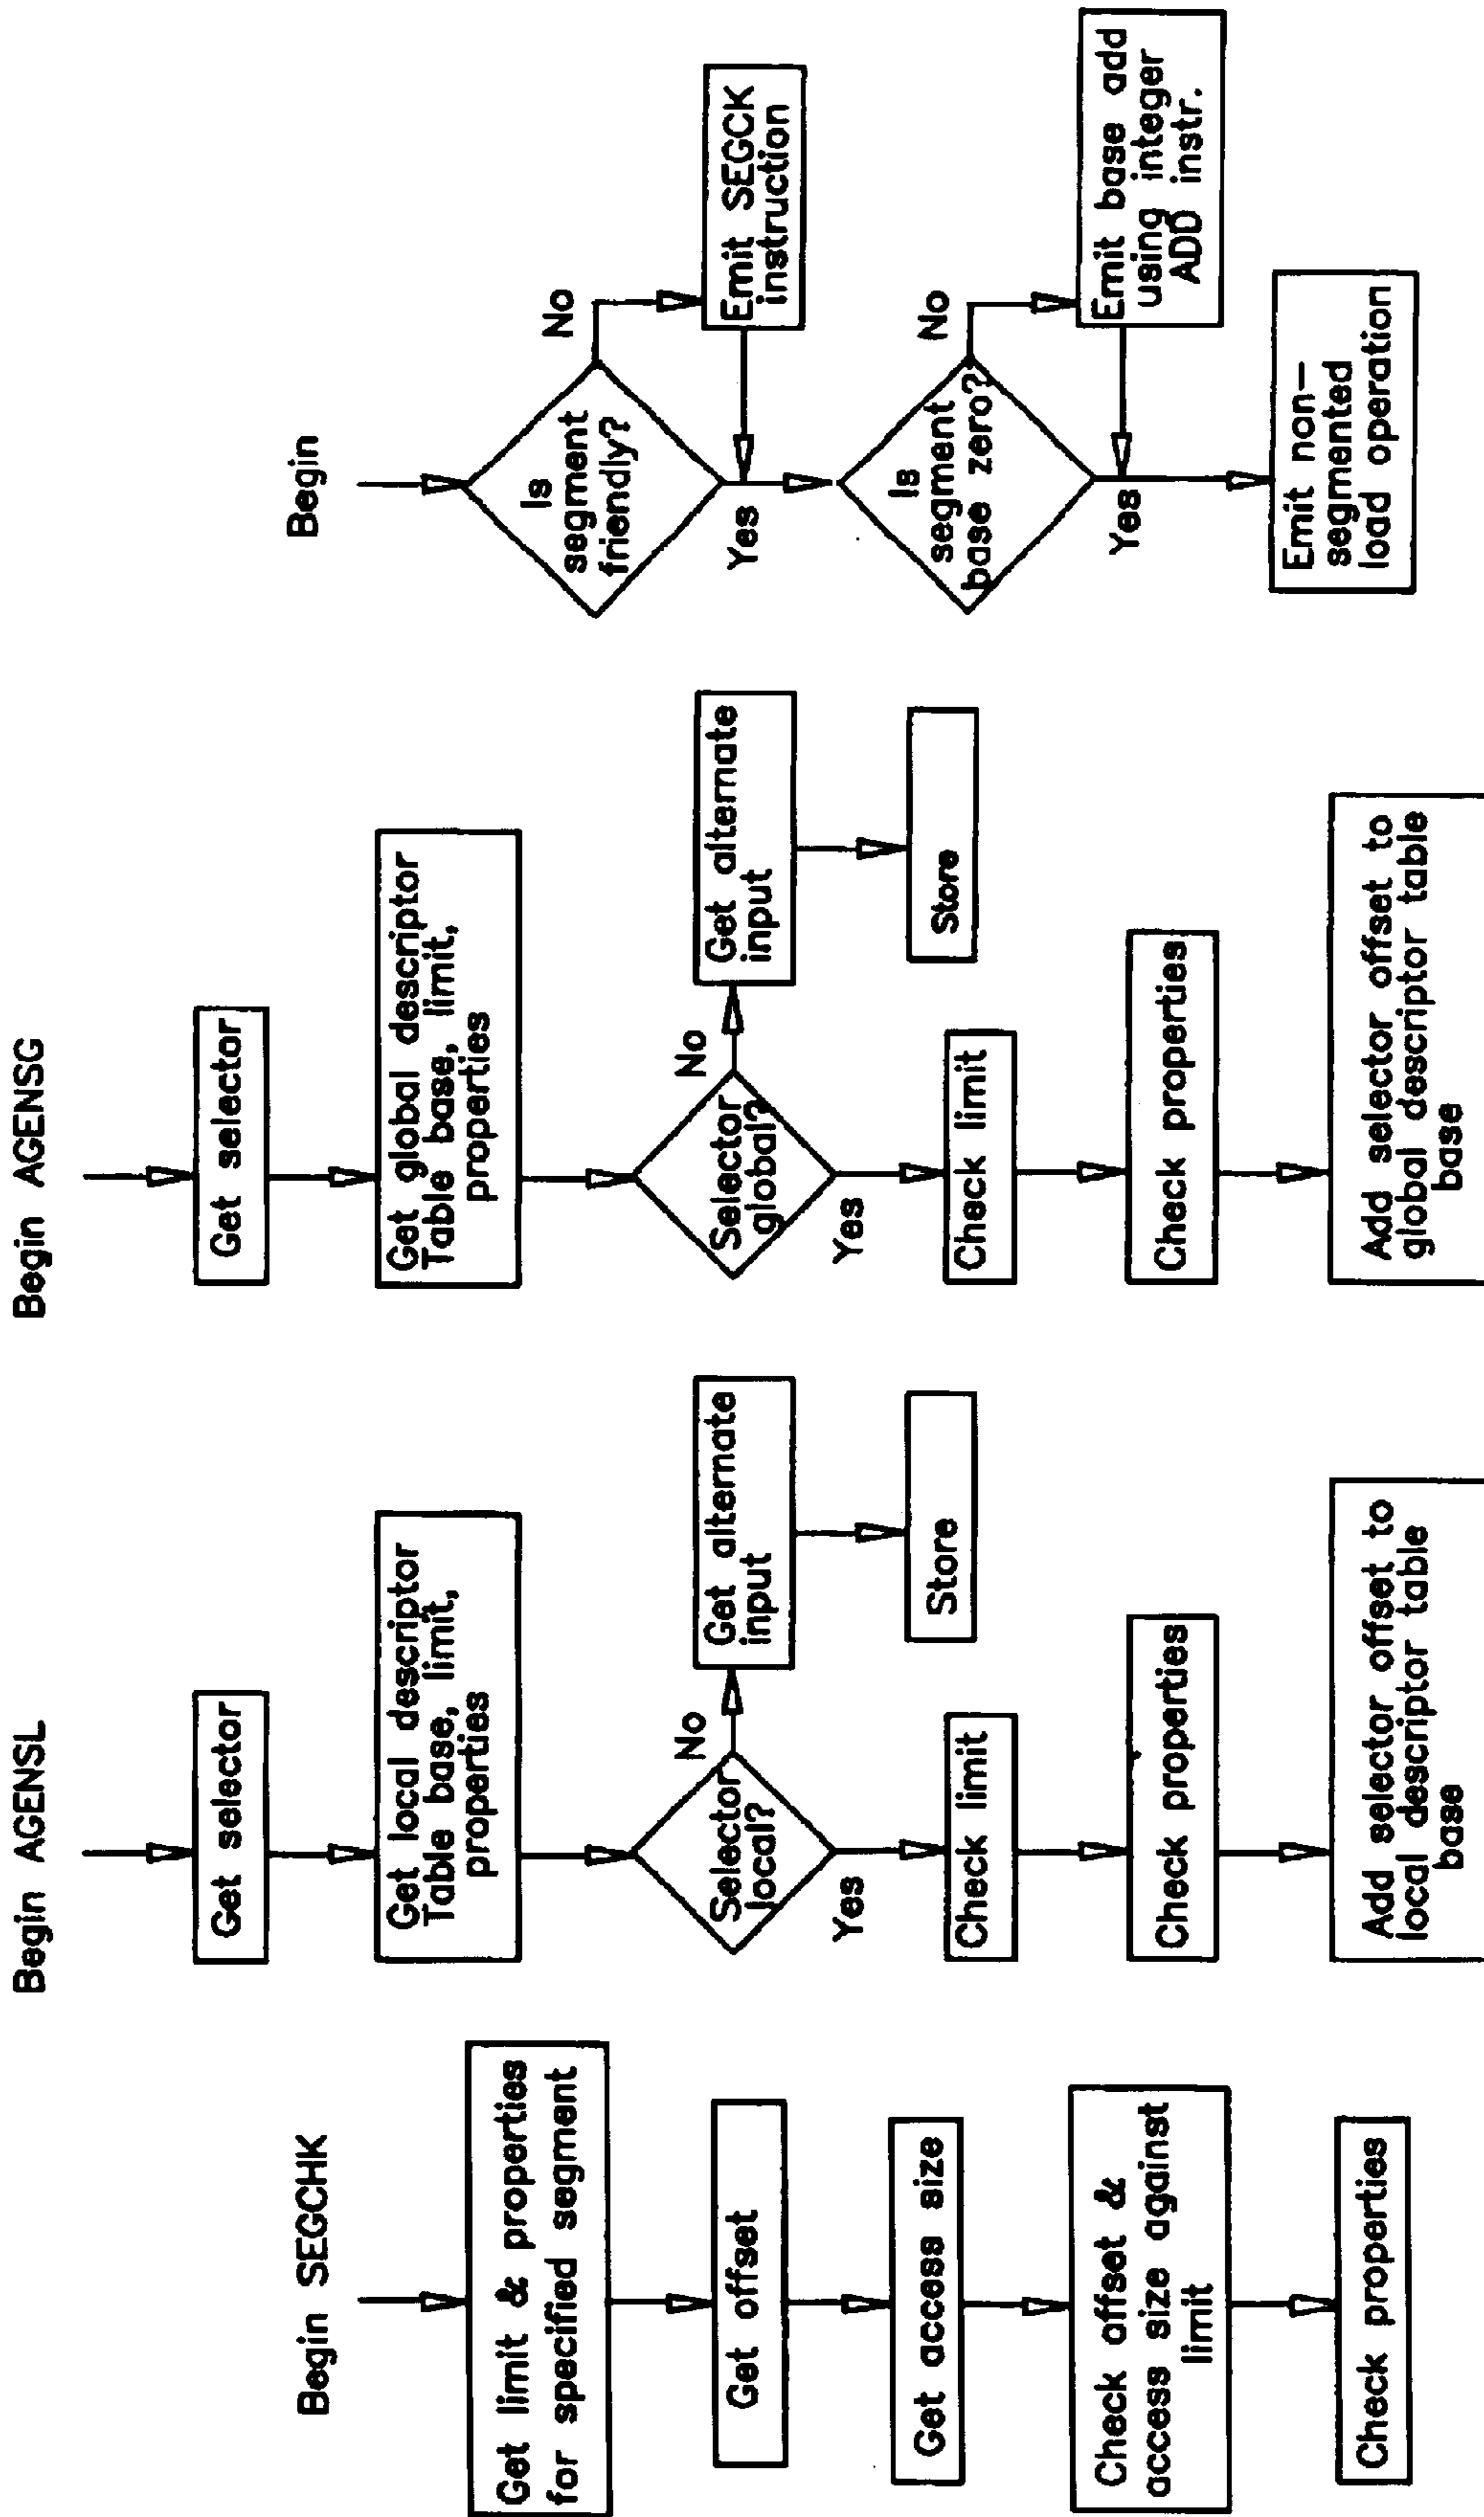 Begin SEGCHK
Get limit & properties
for specified segment
Get offset
Get access size
Check offset &
access size against
limit
Check properties
Begin AGENSL
Get selector
Get local descriptor
Table base, limit,
properties
Selector
local?
No
Get alternate
input
Store
Yes
Check limit
Check properties
Add selector offset to
local descriptor table
base
Begin AGENSG
Get selector
Get global descriptor
Table base, limit,
properties
Selector
global?
No
Get alternate
input
Store
Yes
Check limit
Check properties
Add selector offset to
global descriptor table
base
Begin
Is
segment
friendly?
No
Emit SEGCK
instruction
Yes
Is
segment
base zero?
No
Emit base add
using integer
ADD instr.
Yes
Emit non-
segmented
load operation